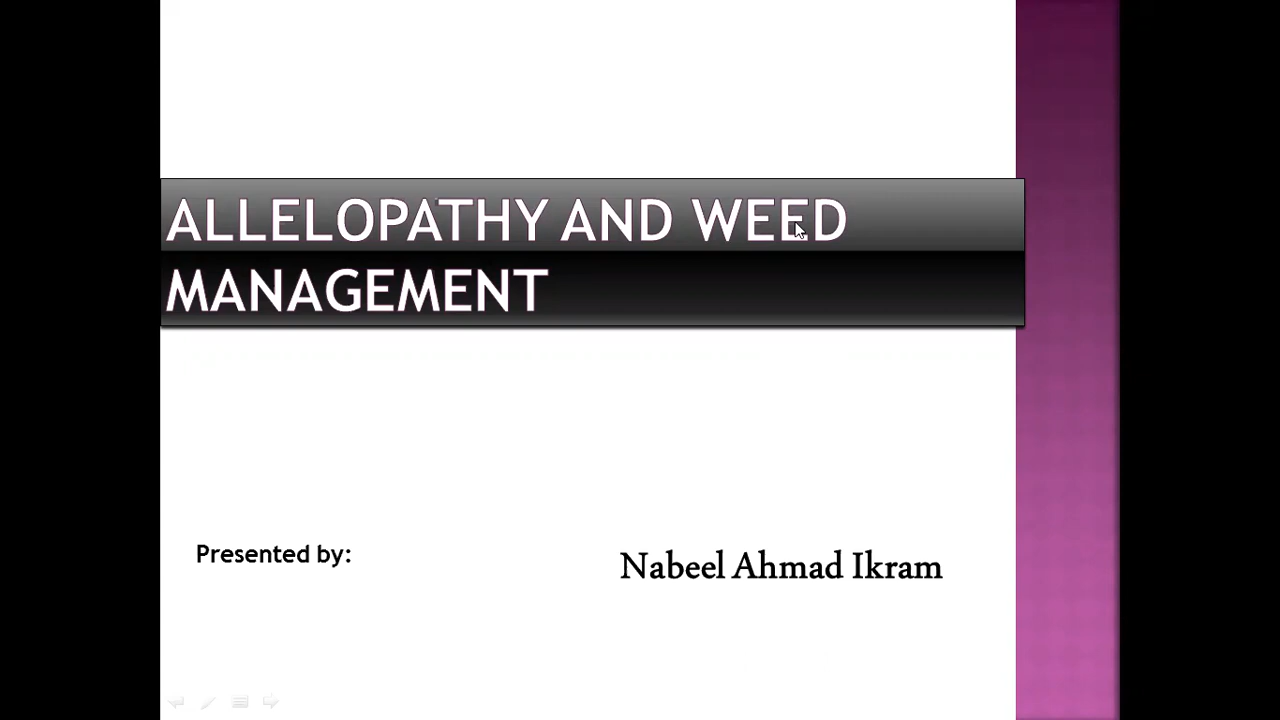 ALLELOPATHY AND WEED
MANAGEMENT
Presented by:
Nabeel Ahmad Ikram